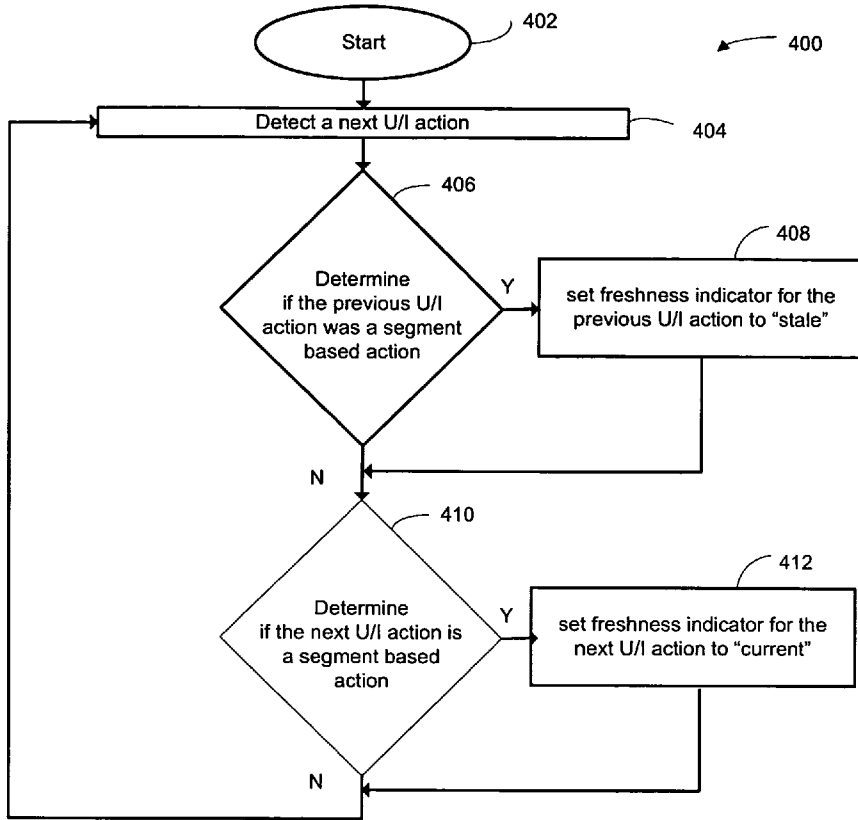 Start
402
400
Detect a next U/I action
404
406
408
Determine
if the previous U/I
action was a segment
based action
Y
set freshness indicator for the
previous U/I action to “stale”
N
410
412
Determine
if the next U/I action is
a segment based
action
Y
set freshness indicator for the
next U/I action to “current”
N